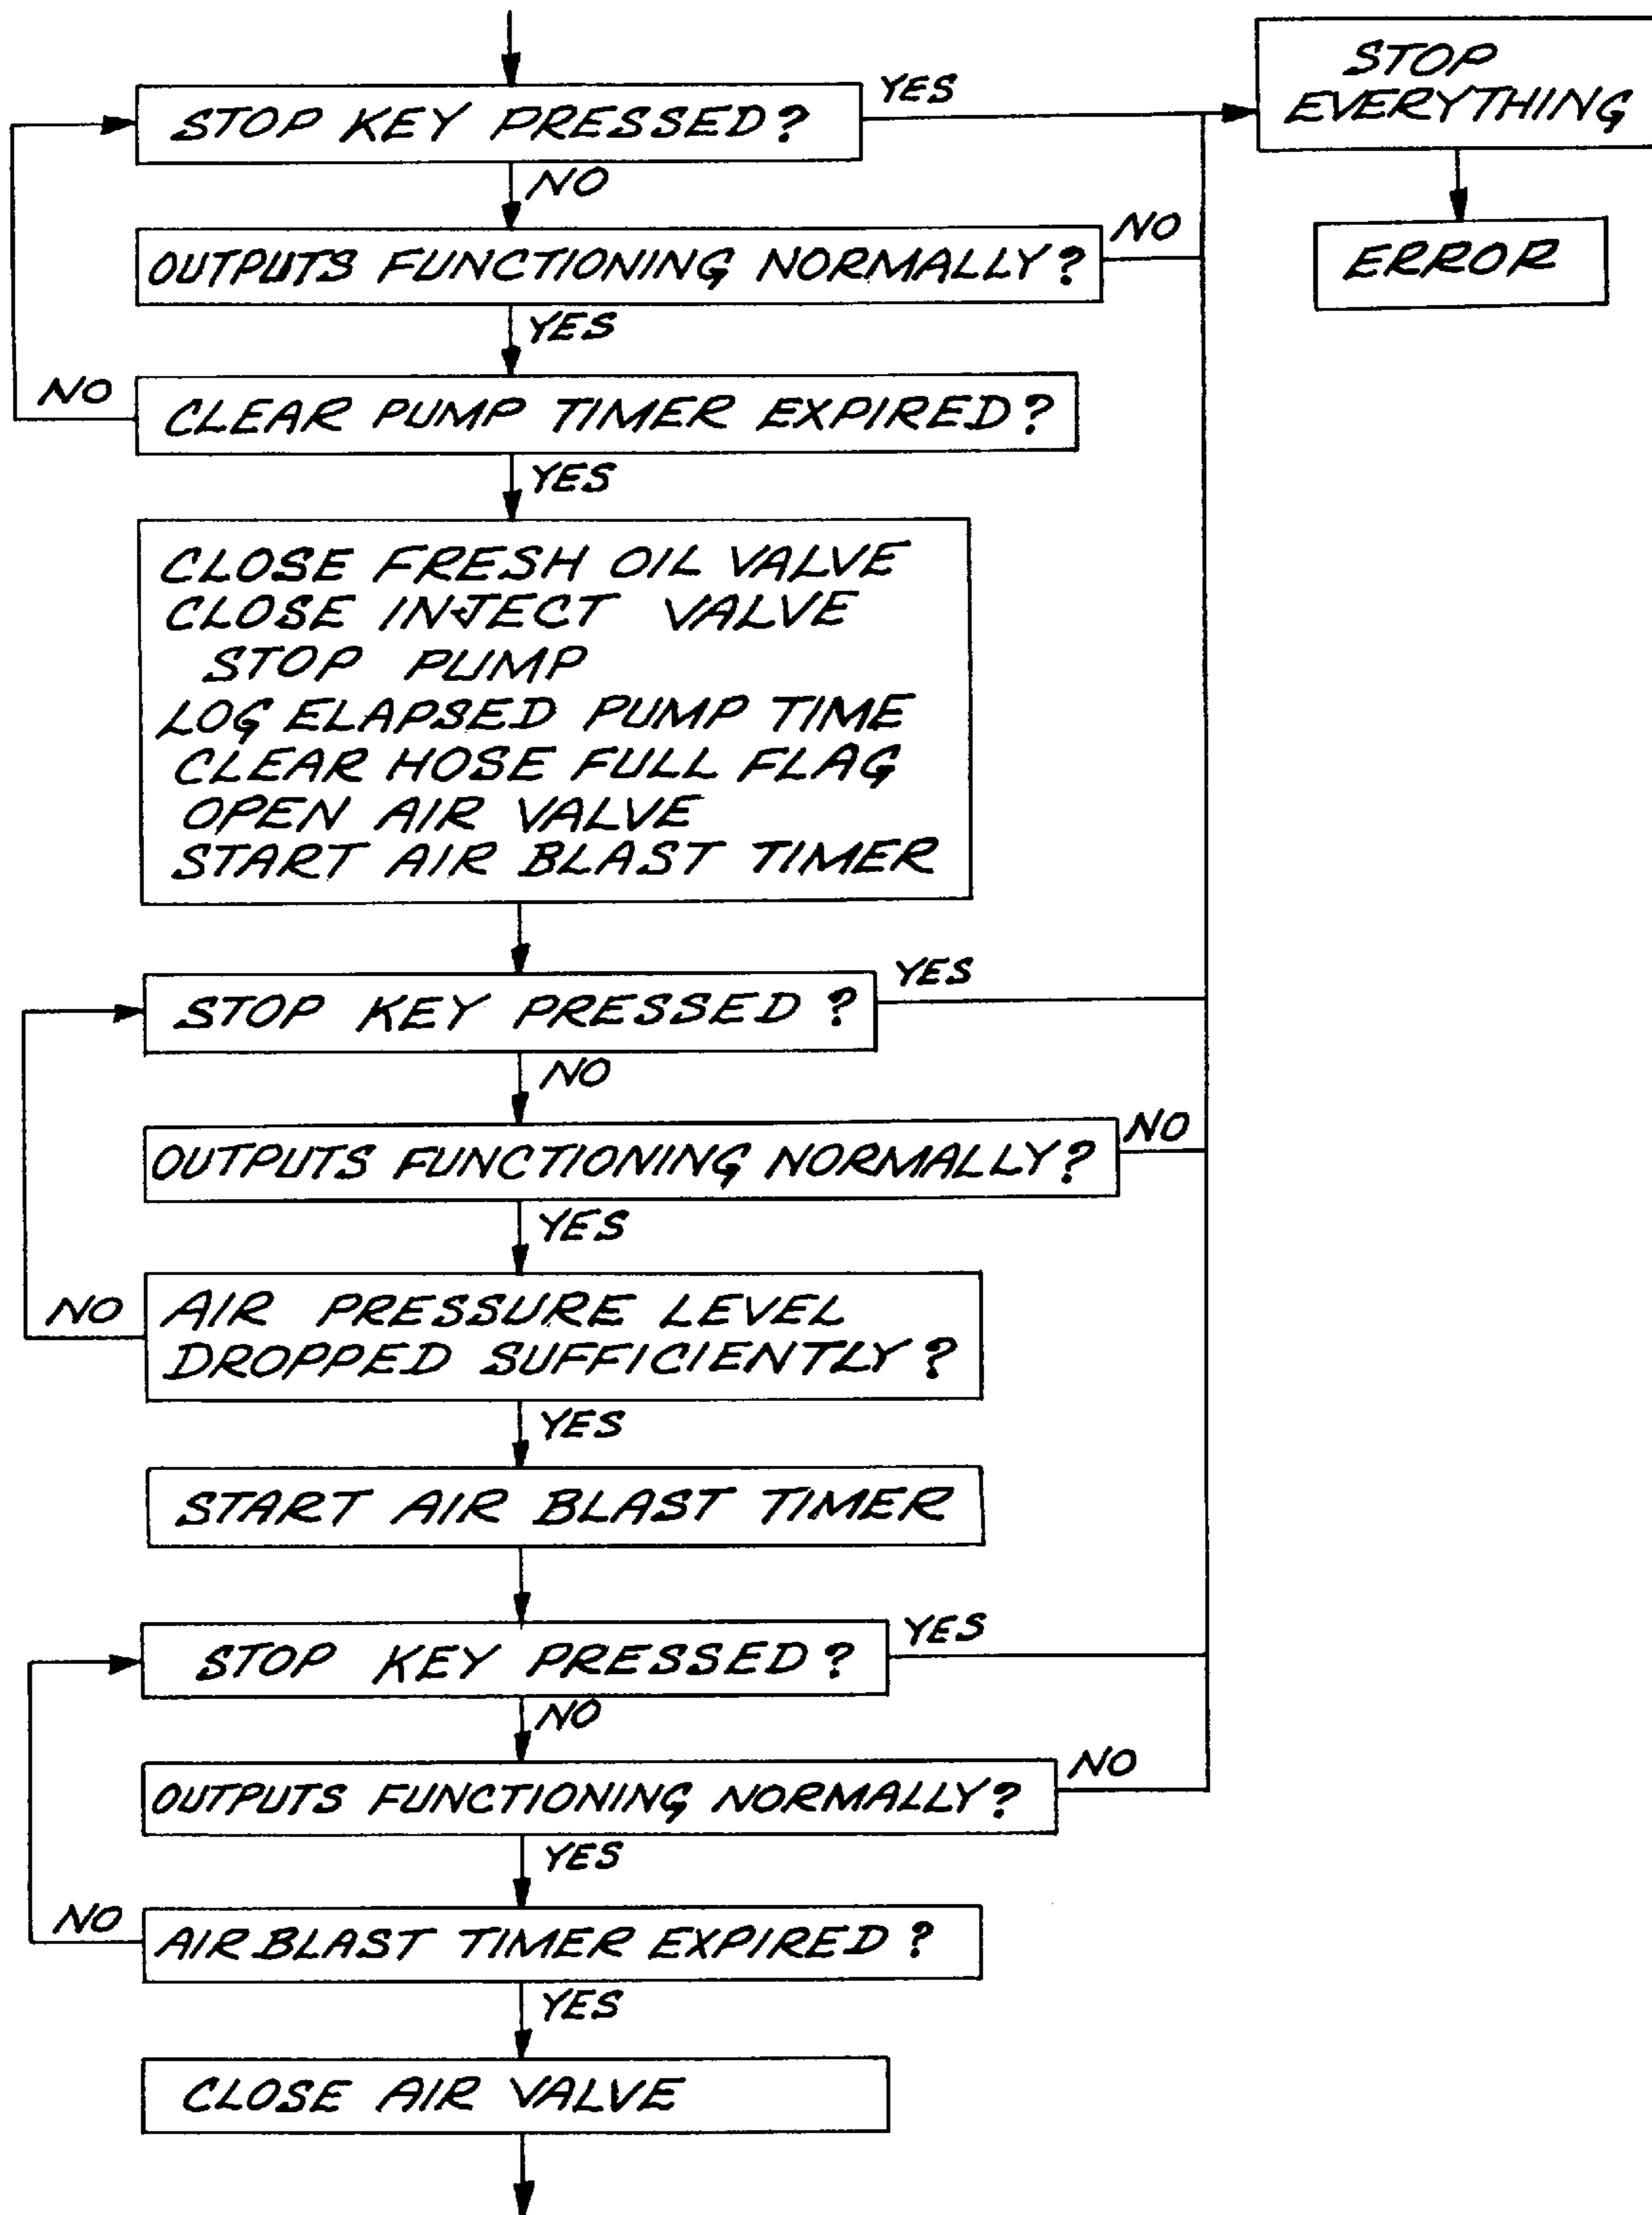 STOP KEY PRESSED?
YES
STOP
EVERYTHING
NO
OUTPUTS FUNCTIONING NORMALLY?
NO
ERROR
YES
NO
CLEAR PUMP TIMER EXPIRED?
YES
CLOSE FRESH OIL VALVE
CLOSE INJECT VALVE
STOP PUMP
LOG ELAPSED PUMP TIME
CLEAR HOSE FULL FLAG
OPEN AIR VALVE
START AIR BLAST TIMER
STOP KEY PRESSED?
YES
NO
OUTPUTS FUNCTIONING NORMALLY?
NO
YES
NO
AIR PRESSURE LEVEL
DROPPED SUFFICIENTLY?
YES
START AIR BLAST TIMER
STOP KEY PRESSED?
YES
NO
OUTPUTS FUNCTIONING NORMALLY?
NO
YES
NO
AIR BLAST TIMER EXPIRED?
YES
CLOSE AIR VALVE